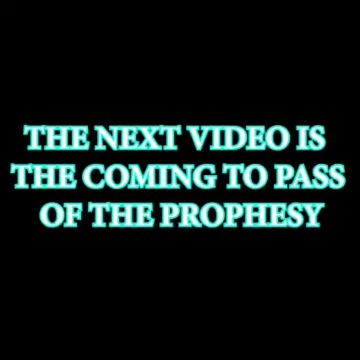 THE NEXT VIDEO IS
THE COMING TO PASS
OF THE PROPHESY